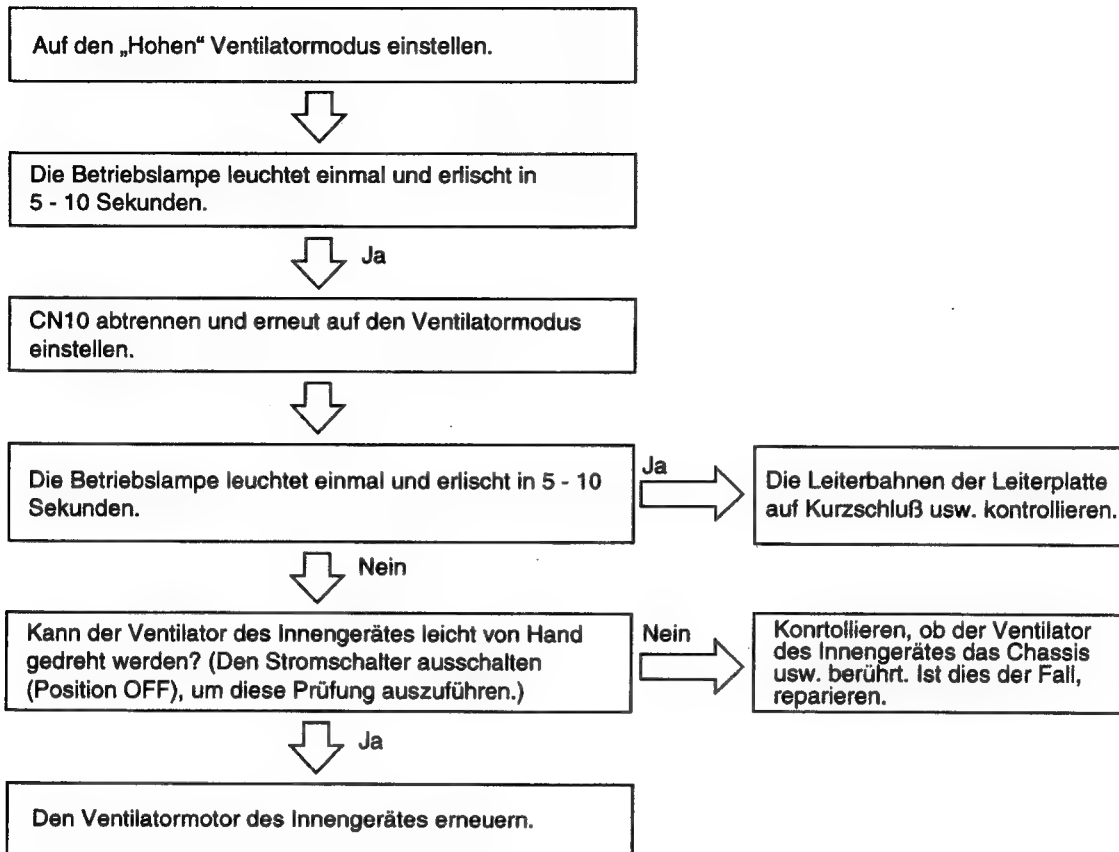 Auf den „Hohen“ Ventilatormodus einstellen.
Die Betriebslampe leuchtet einmal und erlischt in
5 - 10 Sekunden.
Ja
CN10 abtrennen und erneut auf den Ventilatormodus
einstellen.
Die Betriebslampe leuchtet einmal und erlischt in 5 - 10
Sekunden.
Ja
Die Leiterbahnen der Leiterplatte
auf Kurzschluß usw. kontrollieren.
Nein
Kann der Ventilator des Innengerätes leicht von Hand
gedreht werden? (Den Stromschalter ausschalten
(Position OFF), um diese Prüfung auszuführen.)
Nein
Konrtollieren, ob der Ventilator
des Innengerätes das Chassis
usw. berührt. Ist dies der Fall,
reparieren.
Ja
Den Ventilatormotor des Innengerätes erneuern.